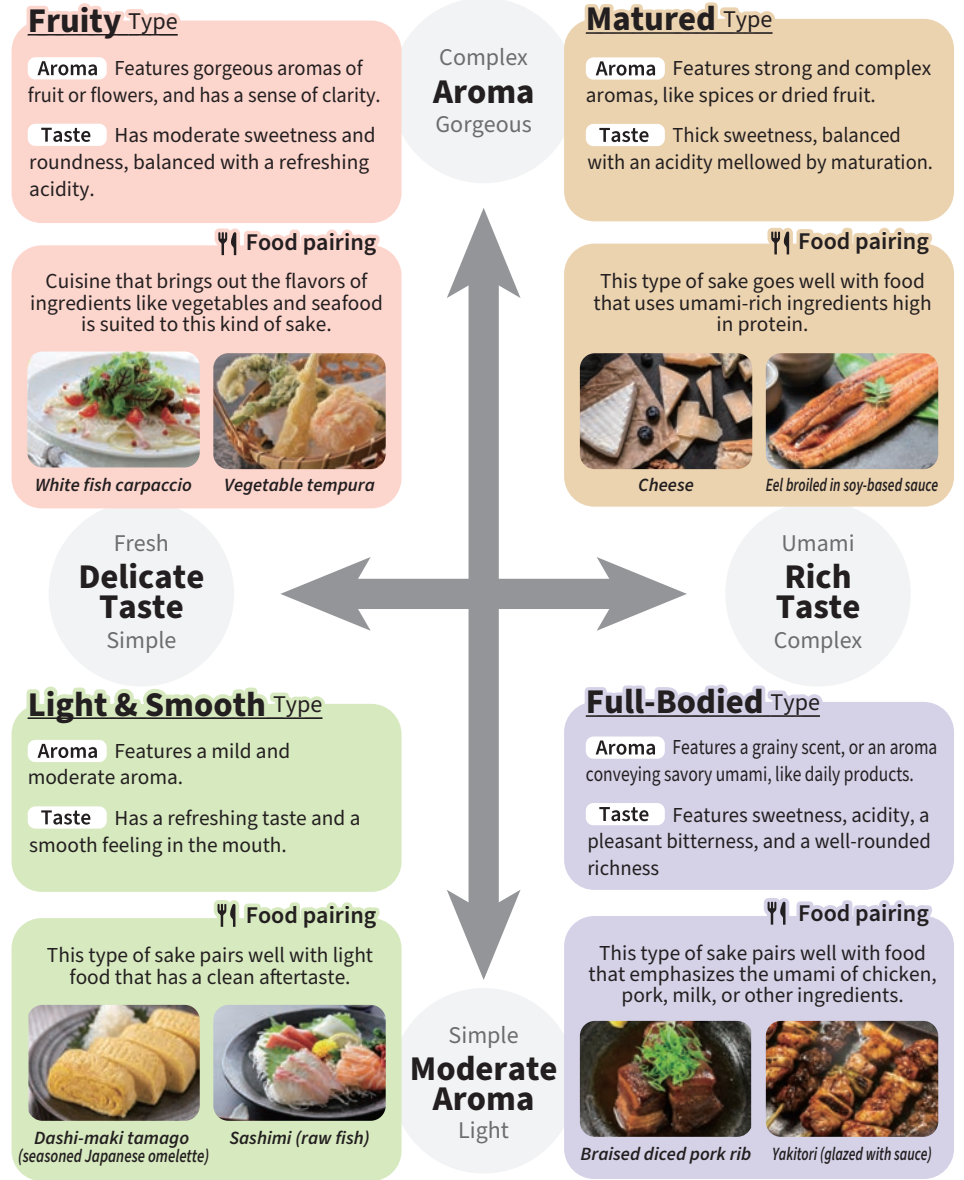 Fruity Type
Aroma Features gorgeous aromas of
fruit or flowers, and has a sense of clarity.
Taste Has moderate sweetness and
roundness, balanced with a refreshing
acidity.
Food pairing
Cuisine that brings out the flavors of
ingredients like vegetables and seafood
is suited to this kind of sake.
White fish carpaccio
Vegetable tempura
Complex
Aroma
Gorgeous
Matured Type
Aroma Features strong and complex
aromas, like spices or dried fruit.
Taste Thick sweetness, balanced
with an acidity mellowed by maturation.
Food pairing
This type of sake goes well with food
that uses umami-rich ingredients high
in protein.
Cheese
Eel broiled in soy-based sauce
Fresh
Delicate
Taste
Simple
Umami
Rich
Taste
Complex
Light & Smooth Type
Aroma Features a mild and
moderate aroma.
Taste Has a refreshing taste and a
smooth feeling in the mouth.
Food pairing
This type of sake pairs well with light
food that has a clean aftertaste.
Dashi-maki tamago
(seasoned Japanese omelette)
Sashimi (raw fish)
Simple
Moderate
Aroma
Light
Full-Bodied Type
Aroma Features a grainy scent, or an aroma
conveying savory umami, like daily products.
Taste Features sweetness, acidity, a
pleasant bitterness, and a well-rounded
richness
Food pairing
This type of sake pairs well with food
that emphasizes the umami of chicken,
pork, milk, or other ingredients.
Braised diced pork rib
Yakitori (glazed with sauce)